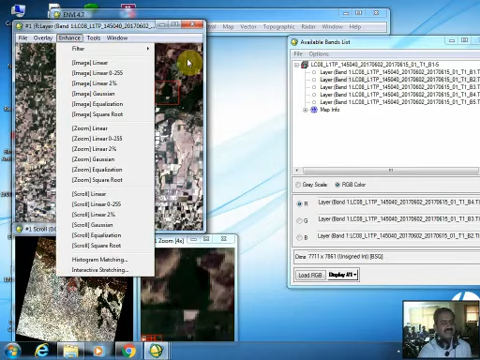 ENVI 4.7
#1 (R:Layer (Band 1:LC08_L1TP_145040_20170602_20170615_01_T1_B4.
File Overlay Enhance Tools Window
Map Vector Topographic Radar Window Help
Filter
[Image] Linear
[Image] Linear 0-255
[Image] Linear 2%
[Image] Gaussian
[Image] Equalization
[Image] Square Root
[Zoom] Linear
[Zoom] Linear 0-255
[Zoom] Linear 2%
[Zoom] Gaussian
[Zoom] Equalization
[Zoom] Square Root
[Scroll] Linear
[Scroll] Linear 0-255
[Scroll] Linear 2%
[Scroll] Gaussian
[Scroll] Equalization
[Scroll] Square Root
Histogram Matching...
Interactive Stretching...
#1 Scroll
#1 Zoom [4x]
Available Bands List
File Options
LC08_L1TP_145040_20170602_20170615_01_T1_B1-5
Layer (Band 1:LC08_L1TP_145040_20170602_20170615_01_T1_B1.
Layer (Band 1:LC08_L1TP_145040_20170602_20170615_01_T1_B2.
Layer (Band 1:LC08_L1TP_145040_20170602_20170615_01_T1_B3.
Layer (Band 1:LC08_L1TP_145040_20170602_20170615_01_T1_B4.
Layer (Band 1:LC08_L1TP_145040_20170602_20170615_01_T1_B5.
Map Info
Gray Scale RGB Color
R Layer (Band 1:LC08_L1TP_145040_20170602_20170615_01_T1_B4.
G Layer (Band 1:LC08_L1TP_145040_20170602_20170615_01_T1_B3.
B Layer (Band 1:LC08_L1TP_145040_20170602_20170615_01_T1_B2.
Dims 7711 x 7861 (Unsigned Int) [BSQ]
Load RGB Display #1